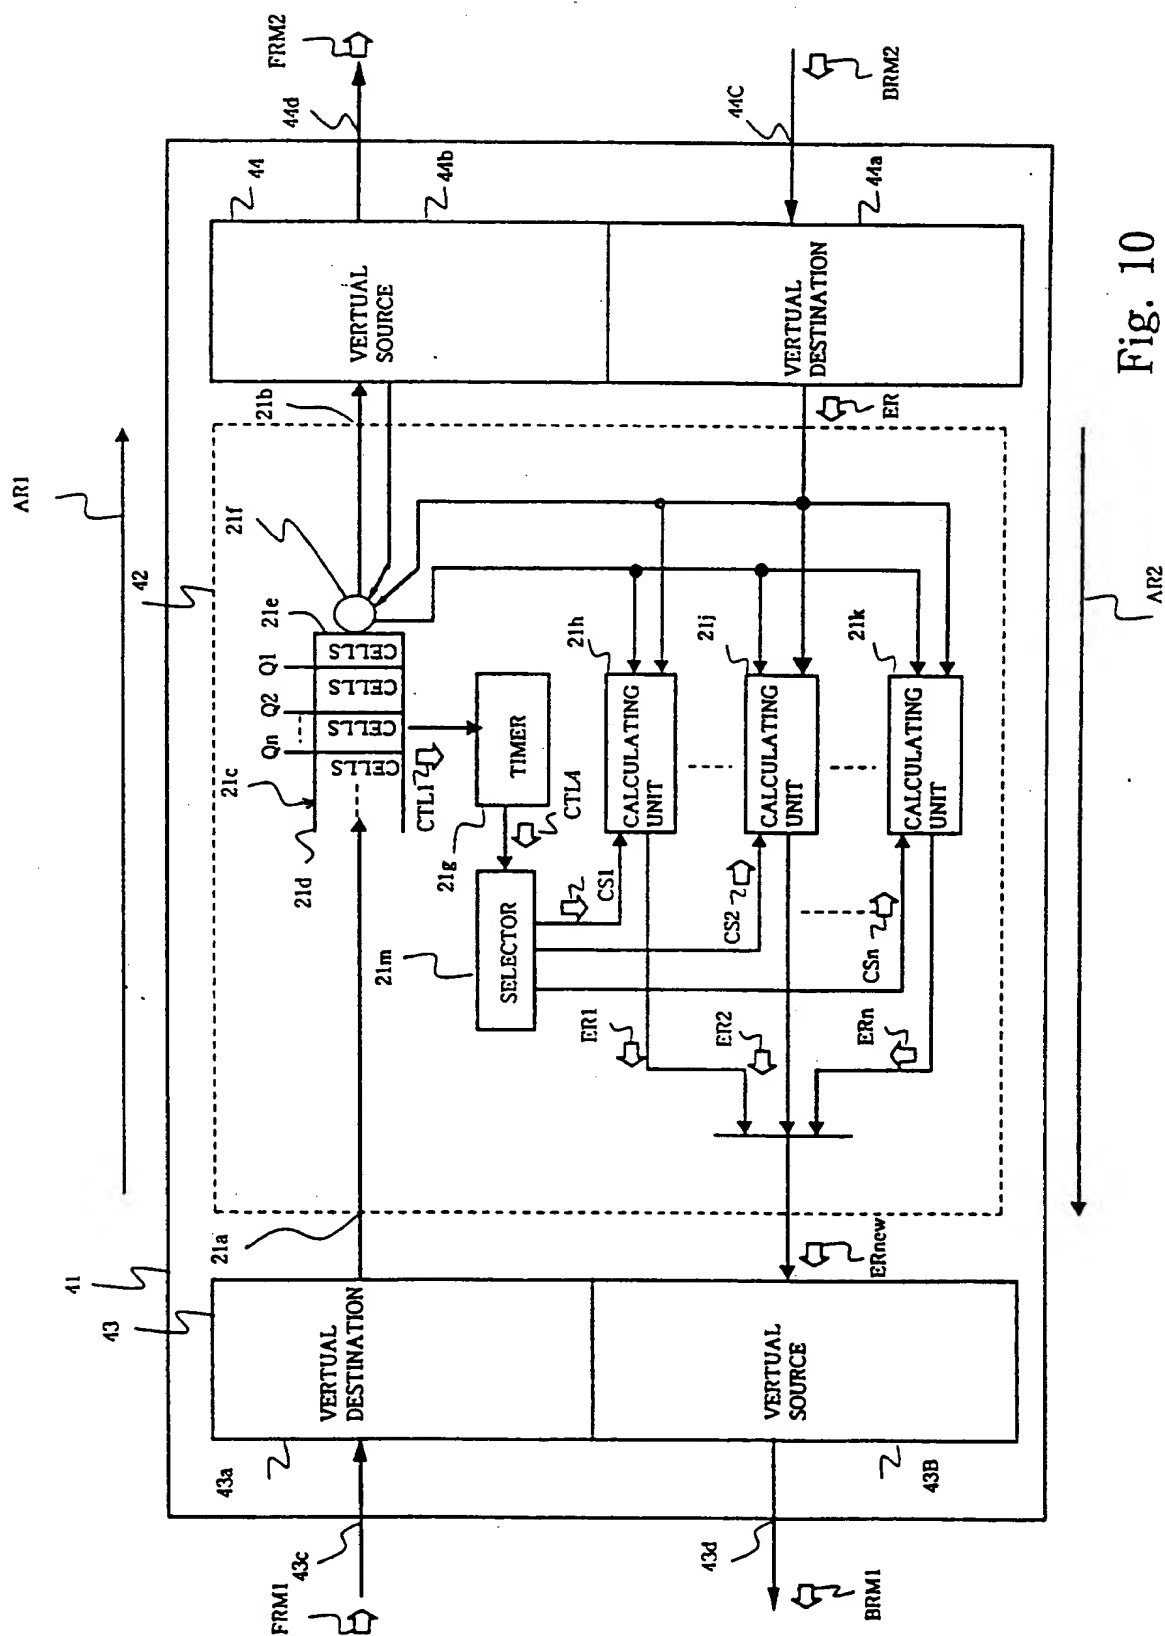 FRM1
43c
43a
VERTUAL
DESTINATION
43
41
21a
21d
21c
Qn
Q2
Q1
21e
21f
21b
CELLS
CELLS
CELLS
CELLS
42
AR1
VERTUAL
SOURCE
44
44b
44d
FRM2
CTL1
TIMER
21g
CTL4
SELECTOR
21m
CS1
CS2
CSn
CALCULATING
UNIT
21h
CALCULATING
UNIT
21j
CALCULATING
UNIT
21k
ER1
ER2
ERn
ERnew
ER
VERTUAL
DESTINATION
44a
44C
BRM2
VERTUAL
SOURCE
43B
43d
BRM1
AR2
Fig. 10